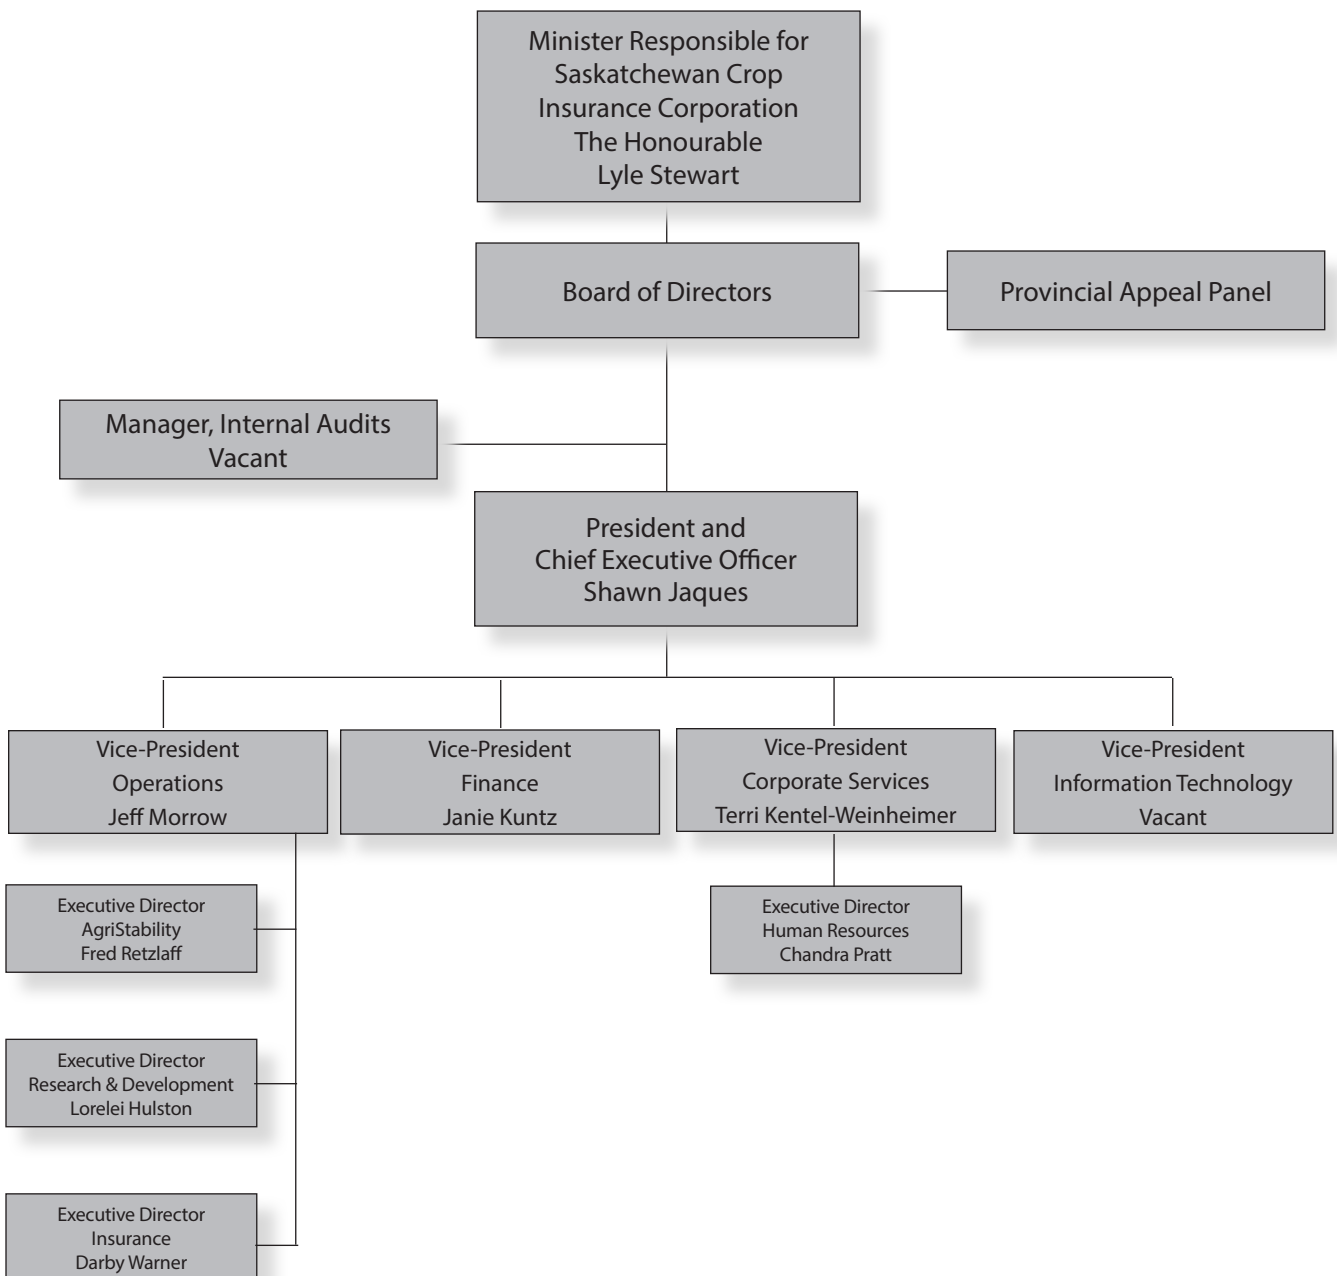 Minister Responsible for
Saskatchewan Crop
Insurance Corporation
The Honourable
Lyle Stewart
Board of Directors
Provincial Appeal Panel
Manager, Internal Audits
Vacant
President and
Chief Executive Officer
Shawn Jaques
Vice-President
Operations
Jeff Morrow
Vice-President
Finance
Janie Kuntz
Vice-President
Corporate Services
Terri Kentel-Weinheimer
Vice-President
Information Technology
Vacant
Executive Director
AgriStability
Fred Retzlaff
Executive Director
Human Resources
Chandra Pratt
Executive Director
Research & Development
Lorelei Hulston
Executive Director
Insurance
Darby Warner